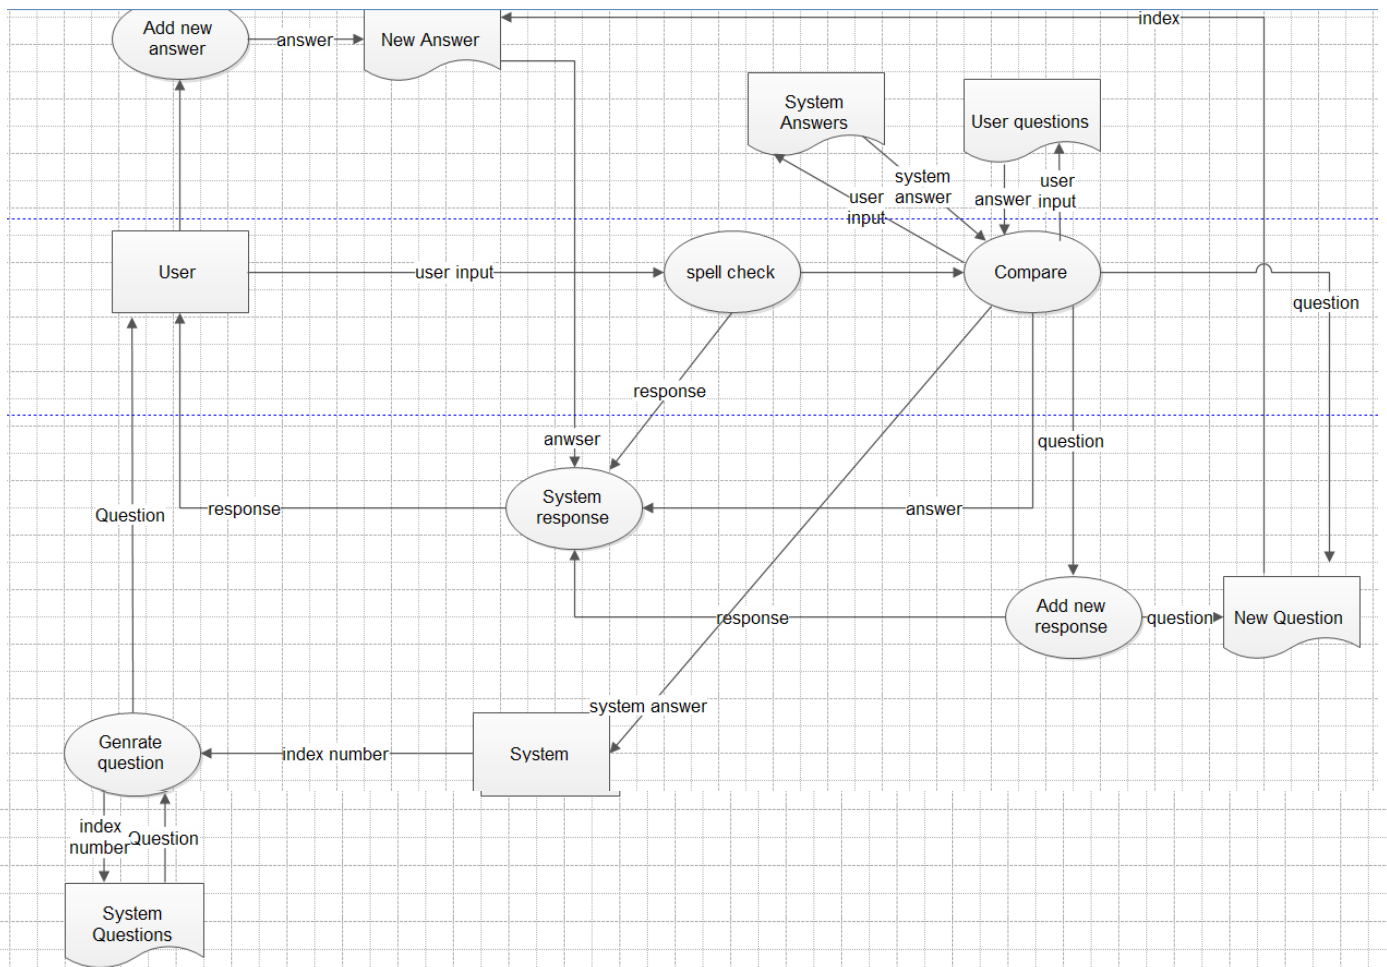 index
Add new
answer
answer
New Answer
System
Answers
User questions
system
answer
user
input
answer
user
input
User
user input
spell check
Compare
question
response
anwser
question
System
response
Question
response
answer
Add new
response
response
question
New Question
system answer
Genrate
question
index number
System
index
number
Question
System
Questions